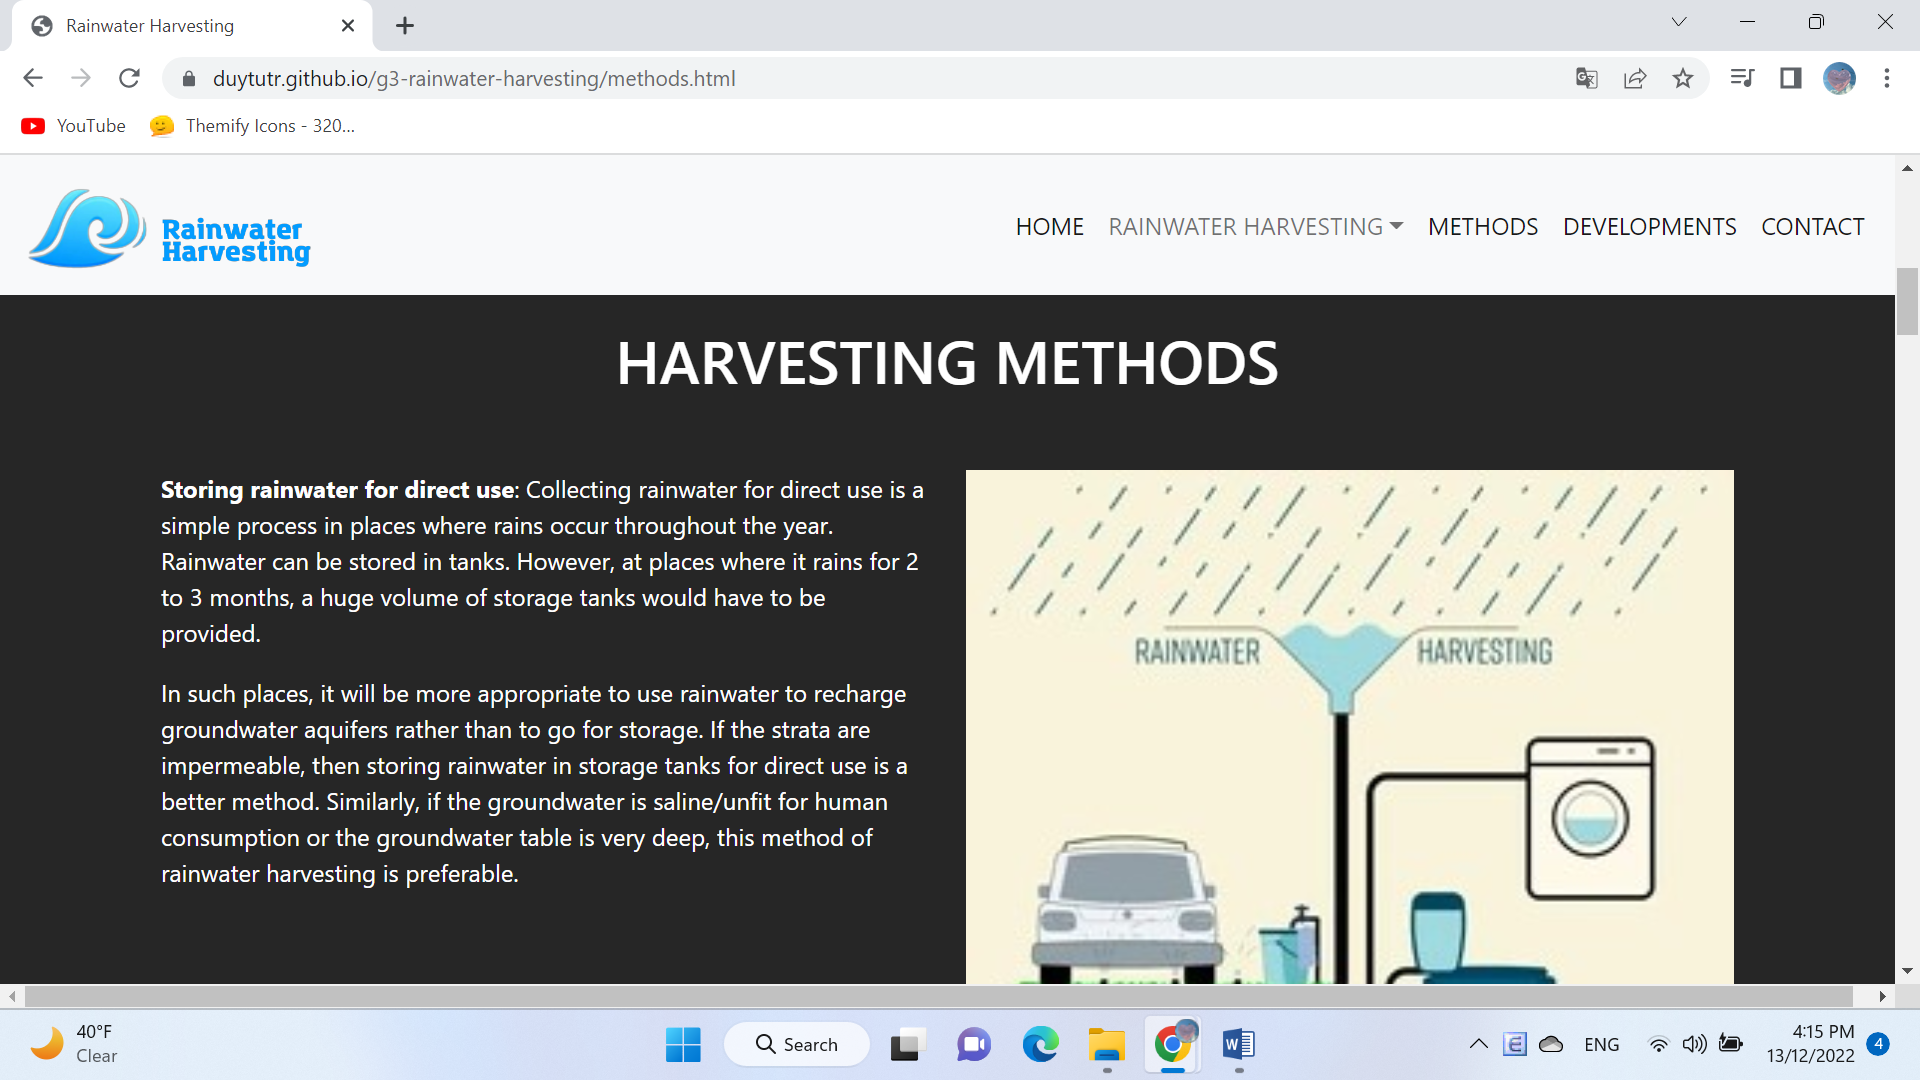 Rainwater Harvesting
duytutr.github.io/g3-rainwater-harvesting/methods.html
YouTube
Themify Icons - 320...
Rainwater
Harvesting
HOME RAINWATER HARVESTING METHODS DEVELOPMENTS CONTACT
HARVESTING METHODS
Storing rainwater for direct use: Collecting rainwater for direct use is a
simple process in places where rains occur throughout the year.
Rainwater can be stored in tanks. However, at places where it rains for 2
to 3 months, a huge volume of storage tanks would have to be
provided.
In such places, it will be more appropriate to use rainwater to recharge
groundwater aquifers rather than to go for storage. If the strata are
impermeable, then storing rainwater in storage tanks for direct use is a
better method. Similarly, if the groundwater is saline/unfit for human
consumption or the groundwater table is very deep, this method of
rainwater harvesting is preferable.
RAINWATER HARVESTING
40°F
Clear
Search
ENG
4:15 PM
13/12/2022
4